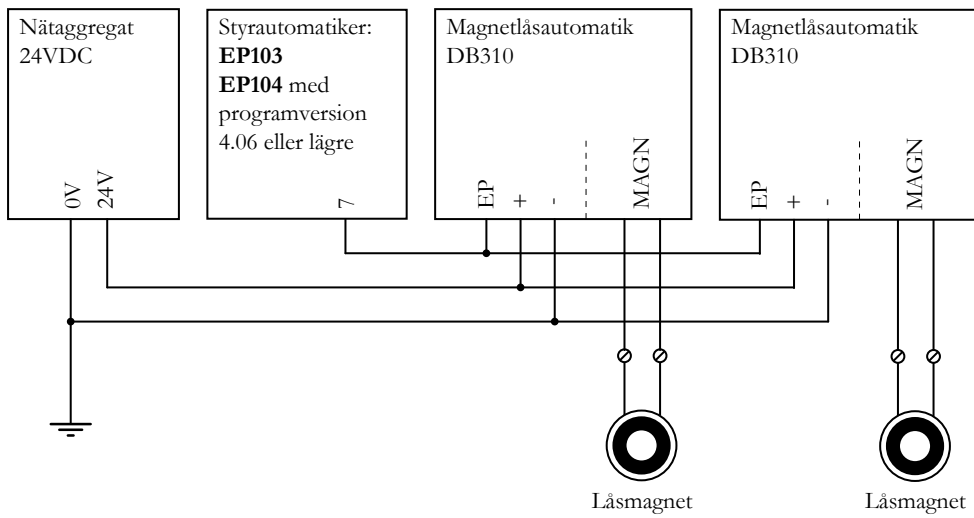 Nätaggregat
24VDC
0V
24V
Styrautomatiker:
EP103
EP104 med
programversion
4.06 eller lägre
7
Magnetlåsautomatik
DB310
EP
+
-
MAGN
Magnetlåsautomatik
DB310
EP
+
-
MAGN
Låsmagnet
Låsmagnet